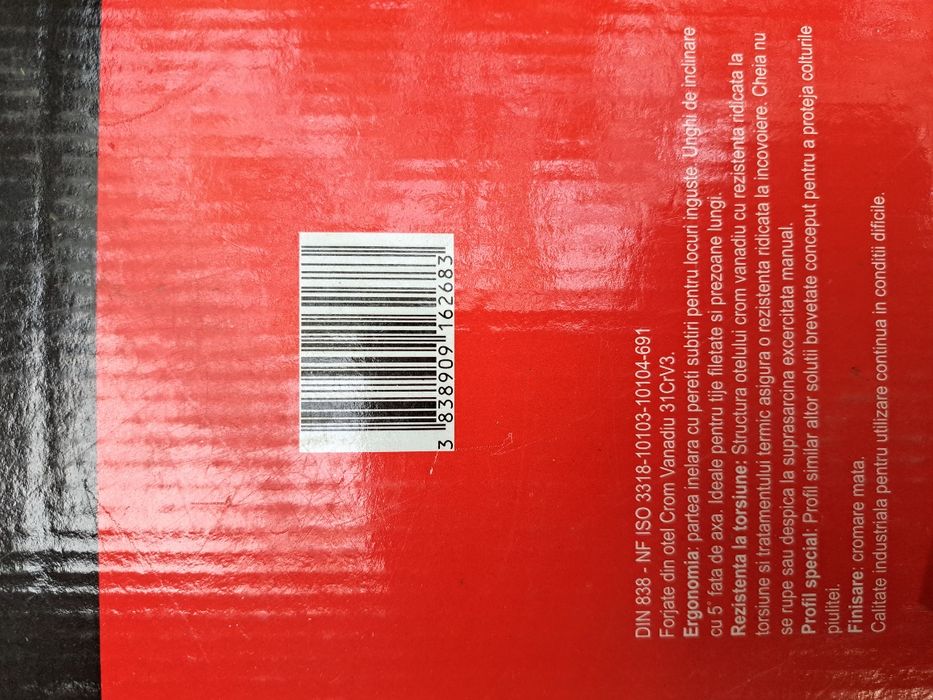 3 838909 162683
DIN 838 - NF ISO 3318-10103-10104-691
Forjate din otel Crom Vanadiu 31CrV3.
Ergonomia: partea inelara cu pereti subtiri pentru locuri inguste. Unghi de inclinare
cu 5° fata de axa. Ideale pentru tije filetate si prezoane lungi.
Rezistenta la torsiune: Structura otelului crom vanadiu cu rezistenta ridicata la
torsiune si tratamentului termic asigura o rezistenta ridicata la incovoiere. Cheia nu
se rupe sau despica la suprasarcina excercitata manual.
Profil special: Profil similar altor solutii brevetate conceput pentru a proteja colturile
piulitei.
Finisare: cromare mata.
Calitate industriala pentru utilizare continua in conditii dificile.